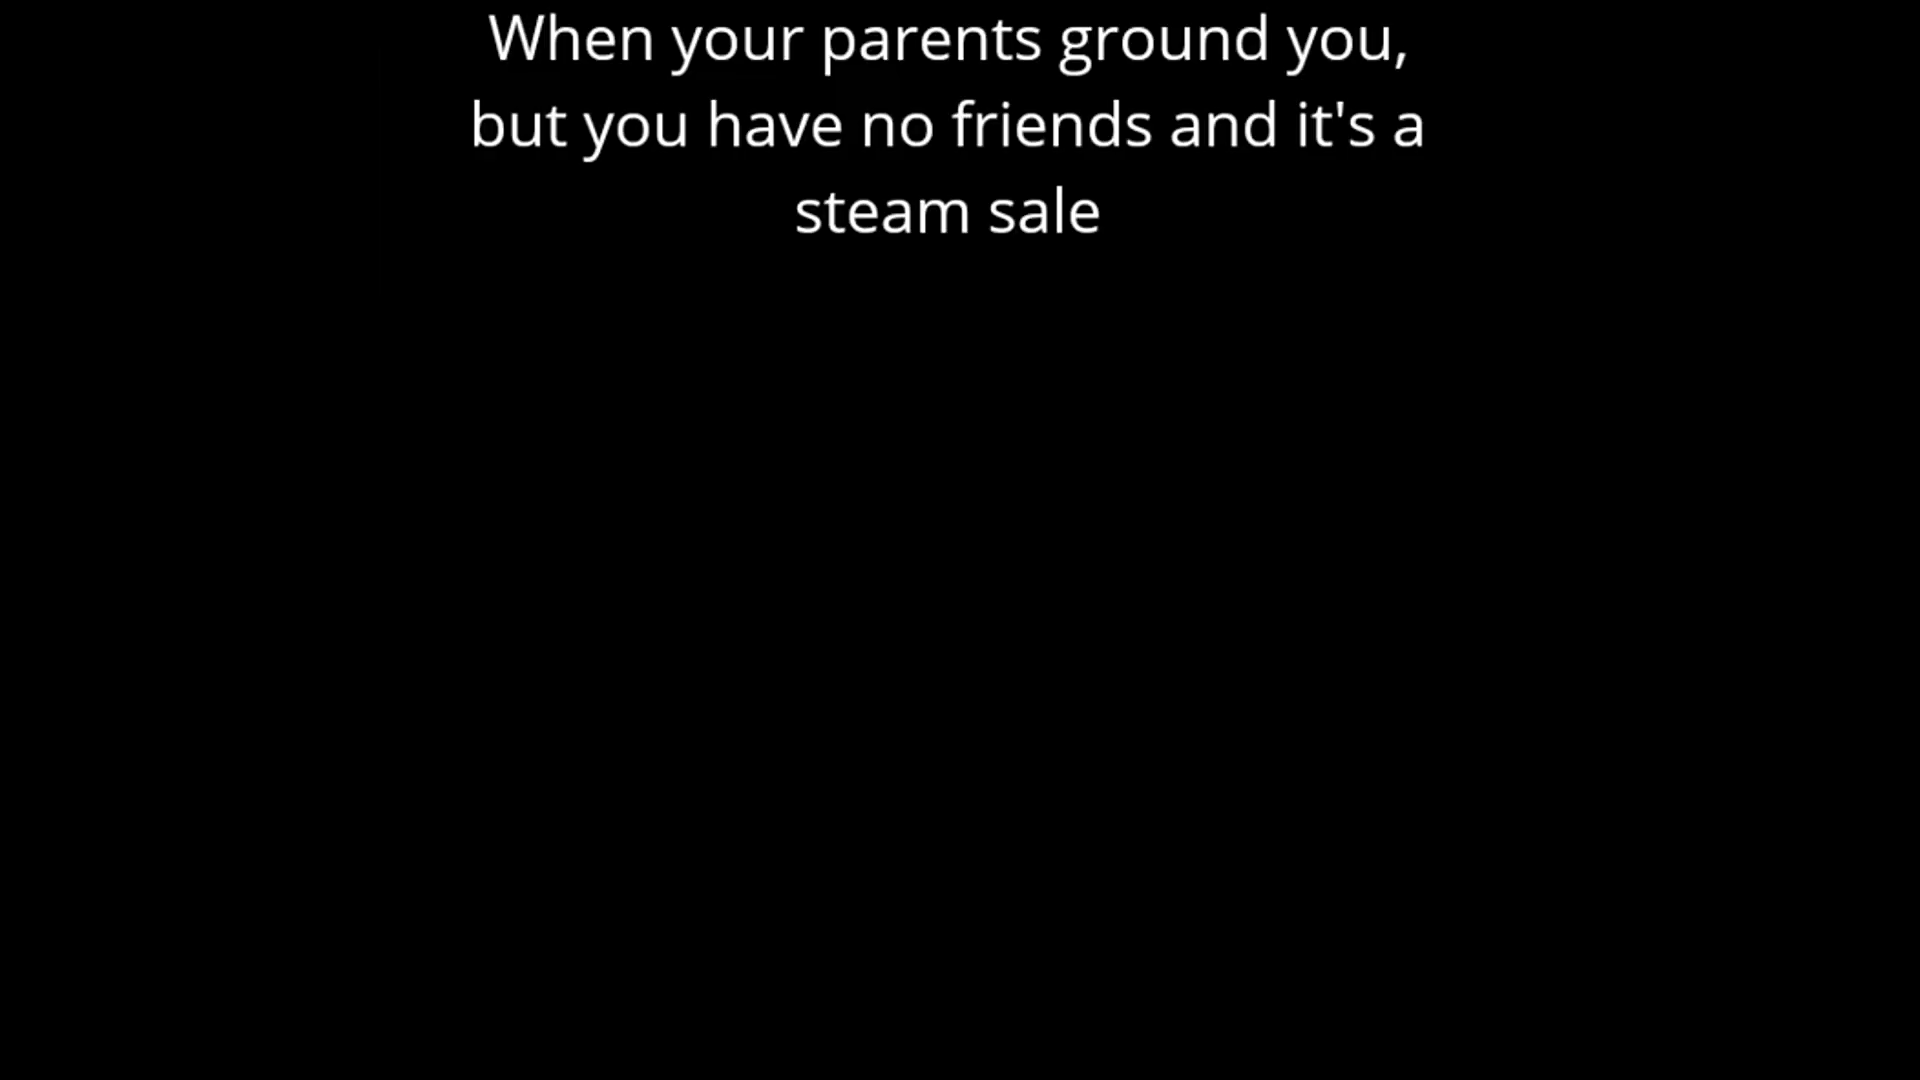 When your parents ground you,
but you have no friends and it's a
steam sale